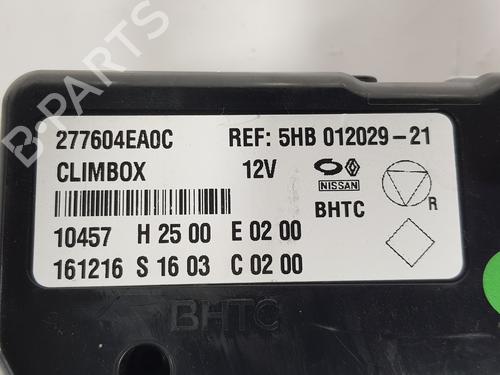 277604EA0C REF: 5HB 012029-21
CLIMBOX 12V
NISSAN
BHTC
R
10457 H 25 00 E 02 00
161216 S 16 03 C 02 00
BHTC
B-PARTS